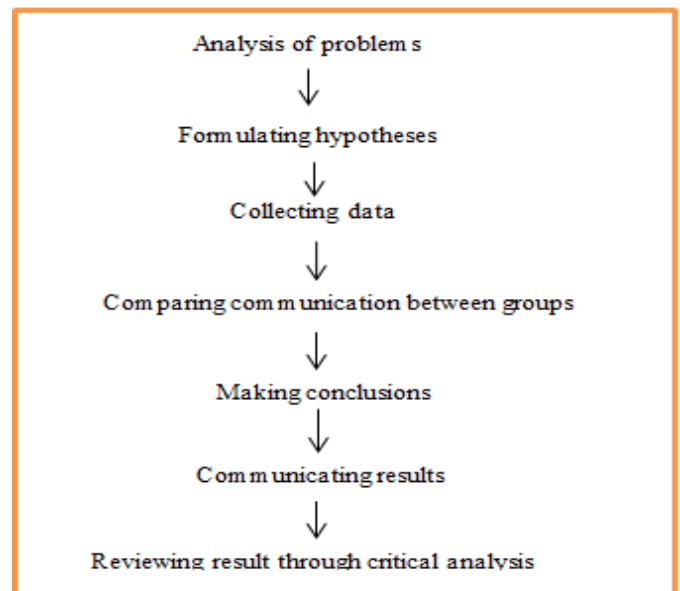 Analysis of problems
Formulating hypotheses
Collecting data
Comparing communication between groups
Making conclusions
Communicating results
Reviewing result through critical analysis